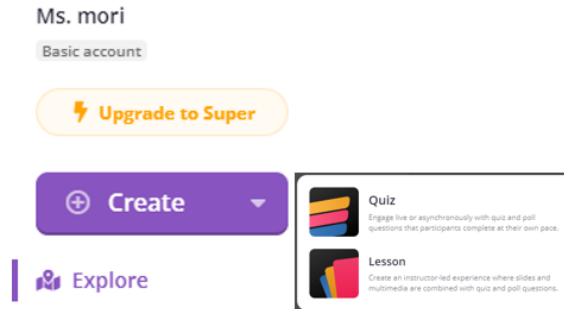 Ms. mori
Basic account
Upgrade to Super
Create
Quiz
Engage live or asynchronously with quiz and poll
questions that participants complete at their own pace.
Explore
Lesson
Create an instructor-led experience where slides and
multimedia are combined with quiz and poll questions.